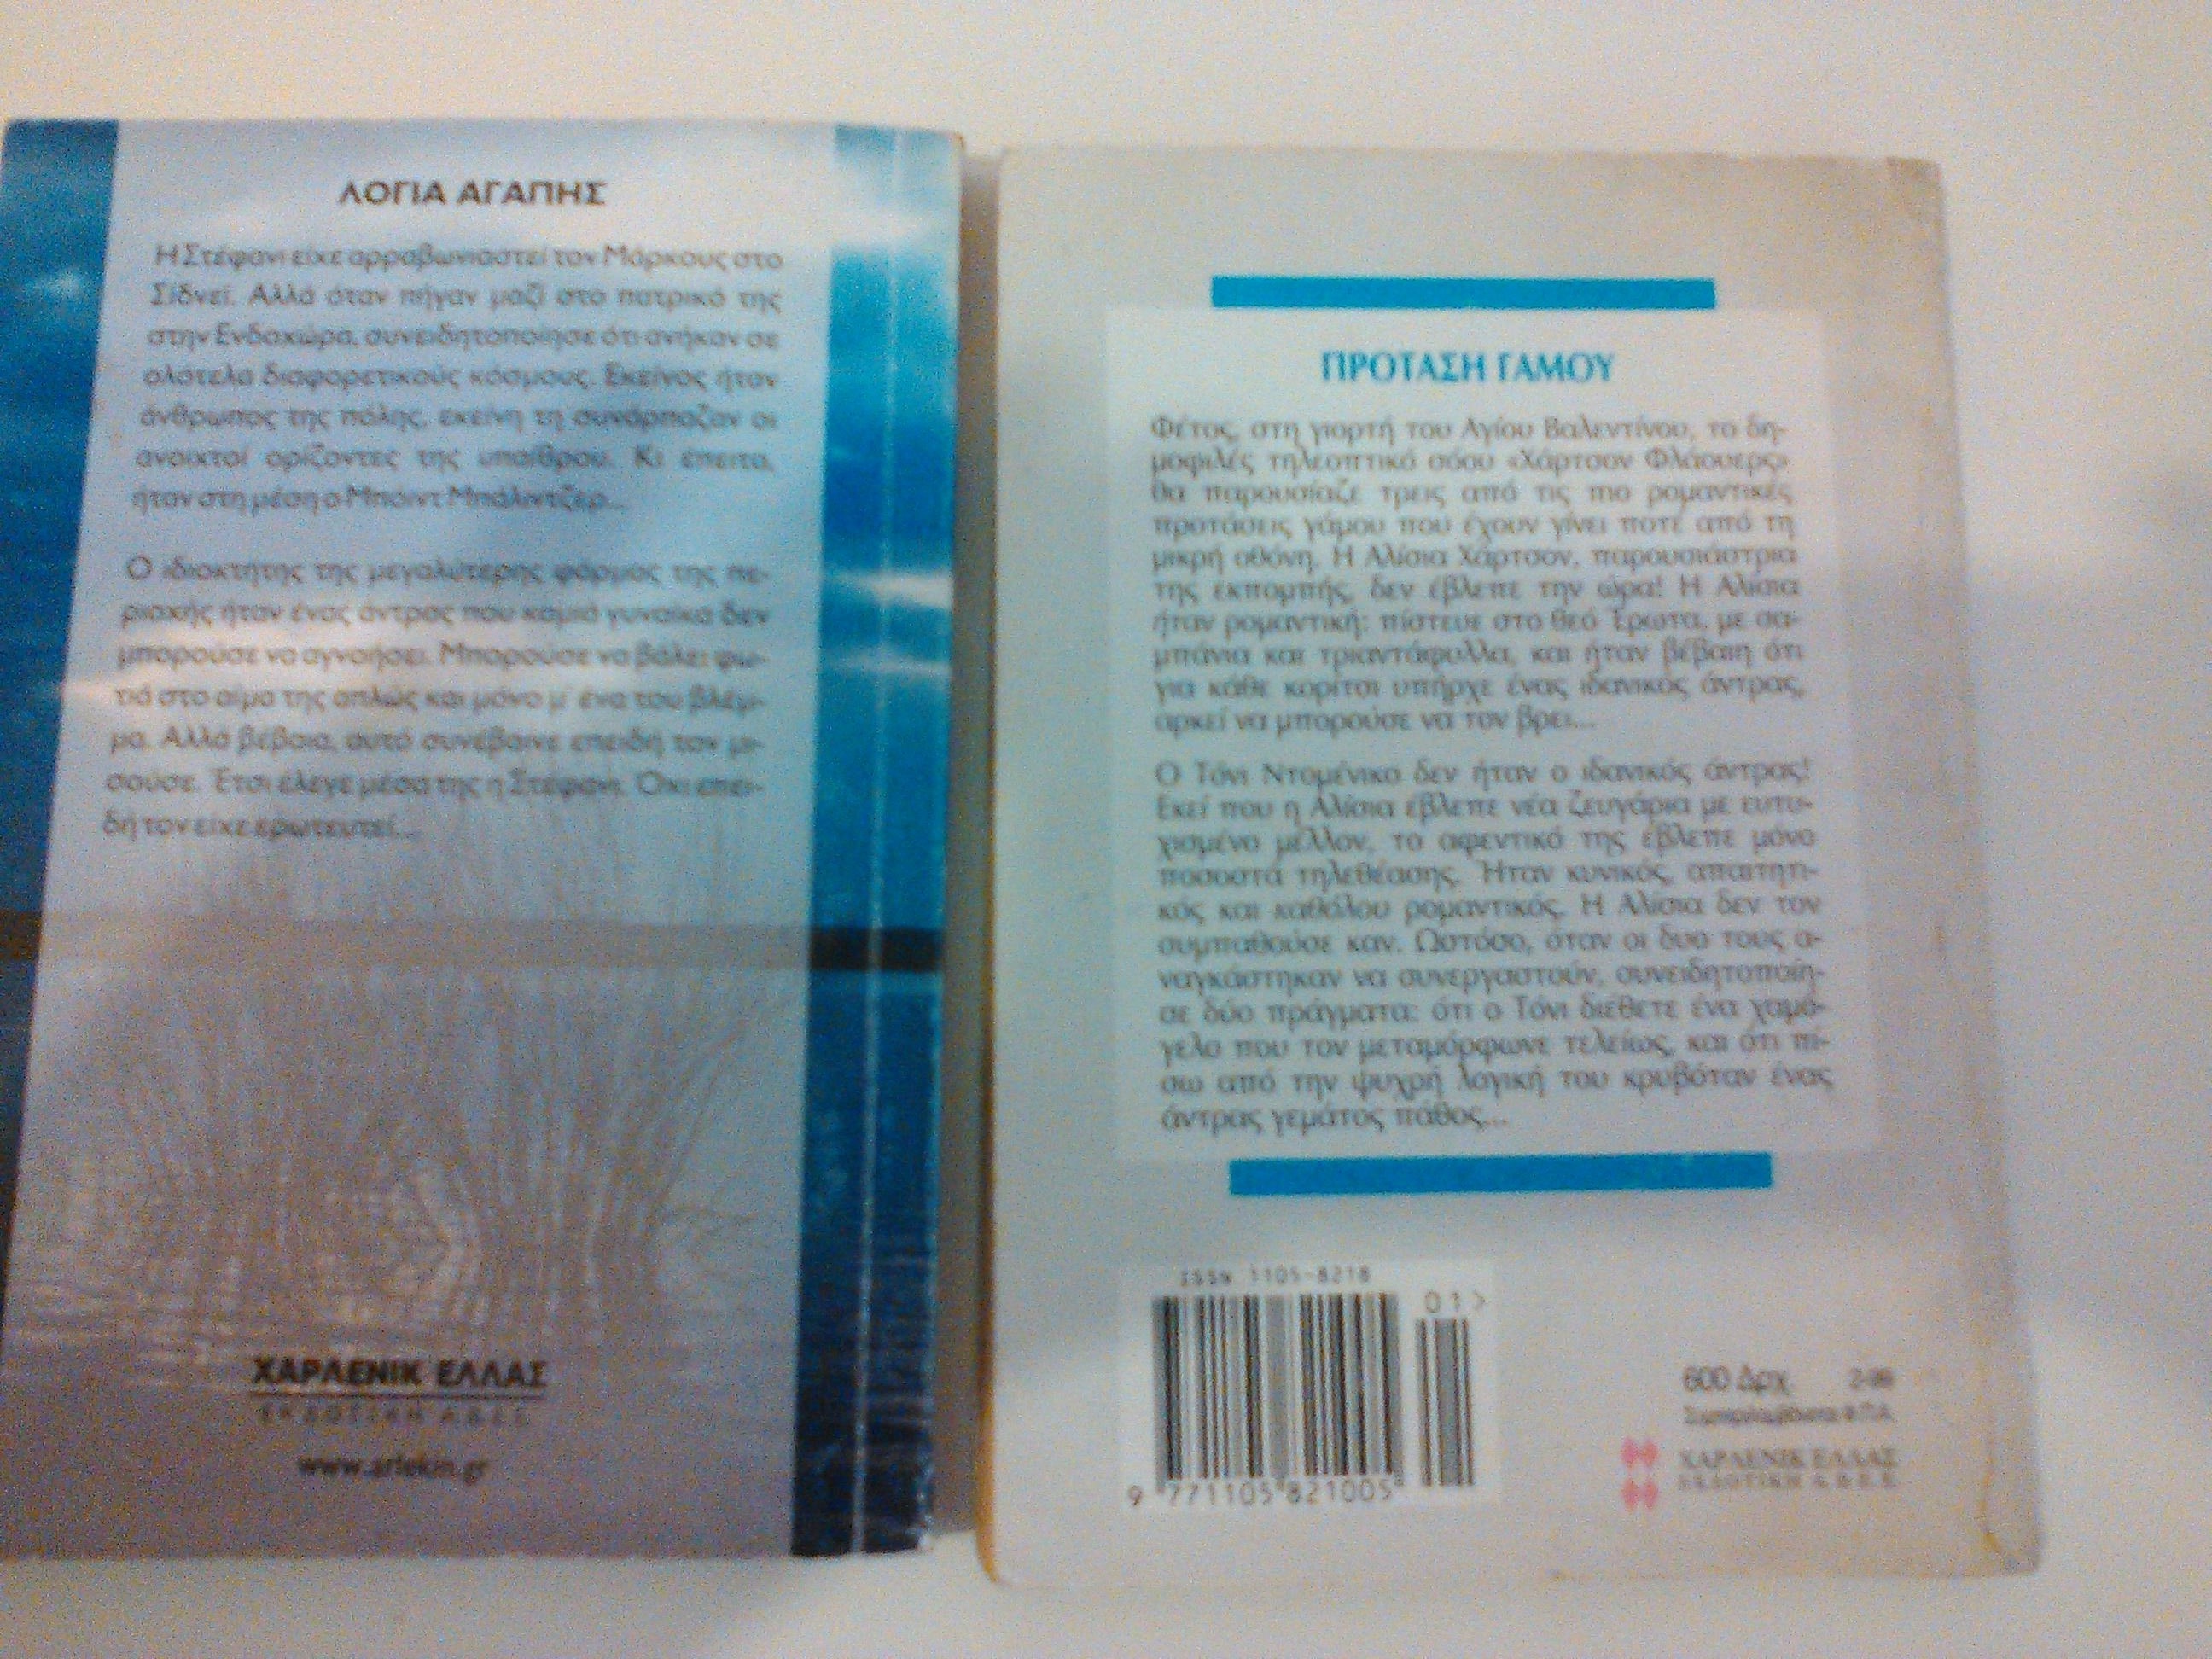 ΛΟΓΙΑ ΑΓΑΠΗΣ
Η Στέφανι είχε αρραβωνιαστεί τον Μάρκους στο
Σίδνεϊ. Αλλά όταν πήγαν μαζί στο πατρικό της
στην Ενδοχώρα, συνειδητοποίησε ότι ανήκαν σε
ολότελα διαφορετικούς κόσμους. Εκείνος ήταν
άνθρωπος της πόλης, εκείνη τη συνάρπαζαν οι
ανοιχτοί ορίζοντες της υπαίθρου. Κι έπειτα,
ήταν στη μέση ο Μπόιντ Μπάλιντζερ...
Ο ιδιοκτήτης της μεγαλύτερης φάρμας της πε-
ριοχής ήταν ένας άντρας που καμιά γυναίκα δεν
μπορούσε να αγνοήσει. Μπορούσε να βάλει φω-
τιά στο αίμα της απλώς και μόνο μ' ένα του βλέμ-
μα. Αλλά βέβαια, αυτό συνέβαινε επειδή τον μι-
σούσε. Έτσι έλεγε μέσα της η Στέφανι. Όχι επει-
δή τον είχε ερωτευτεί...
ΧΑΡΛΕΝΙΚ ΕΛΛΑΣ
ΕΚΔΟΤΙΚΗ Α.Β.Ε.Ε.
www.arlekin.gr
ΠΡΟΤΑΣΗ ΓΑΜΟΥ
Φέτος, στη γιορτή του Αγίου Βαλεντίνου, το δη-
μοφιλές τηλεοπτικό σόου «Χάρτσον Φλάουερς»
θα παρουσίαζε τρεις από τις πιο ρομαντικές
προτάσεις γάμου που έχουν γίνει ποτέ από τη
μικρή οθόνη. Η Αλίσια Χάρτσον, παρουσιάστρια
της εκπομπής, δεν έβλεπε την ώρα! Η Αλίσια
ήταν ρομαντική: πίστευε στο θεό Έρωτα, με σα-
μπάνια και τριαντάφυλλα, και ήταν βέβαιη ότι
για κάθε κορίτσι υπήρχε ένας ιδανικός άντρας,
αρκεί να μπορούσε να τον βρει...
Ο Τόνι Ντομένικο δεν ήταν ο ιδανικός άντρας!
Εκεί που η Αλίσια έβλεπε νέα ζευγάρια με ευτυ-
χισμένο μέλλον, το αφεντικό της έβλεπε μόνο
ποσοστά τηλεθέασης. Ήταν κυνικός, απαιτητι-
κός και καθόλου ρομαντικός. Η Αλίσια δεν τον
συμπαθούσε καν. Ωστόσο, όταν οι δυο τους α-
ναγκάστηκαν να συνεργαστούν, συνειδητοποίη-
σε δύο πράγματα: ότι ο Τόνι διέθετε ένα χαμό-
γελο που τον μεταμόρφωνε τελείως, και ότι πί-
σω από την ψυχρή λογική του κρυβόταν ένας
άντρας γεμάτος πάθος...
ISSN 1105-8218
01>
9 771105 821005
600 Δρχ.
ΧΑΡΛΕΝΙΚ ΕΛΛΑΣ
ΕΚΔΟΤΙΚΗ Α.Β.Ε.Ε.